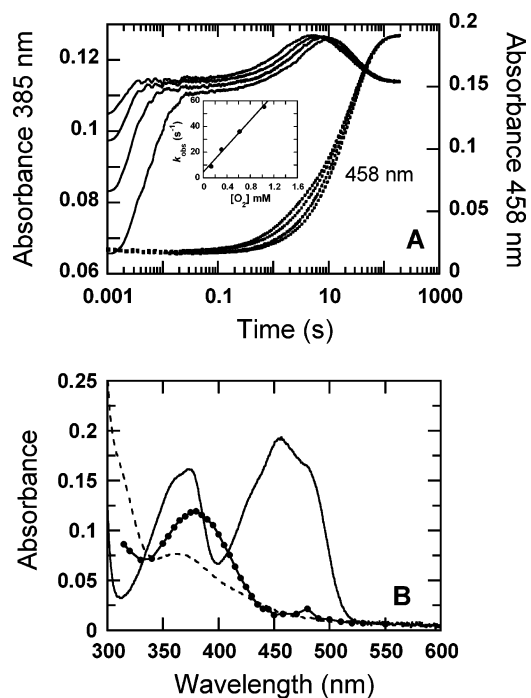 0.12
0.1
0.08
0.06
Absorbance 385 nm
0.2
0.15
0.1
0.05
0
Absorbance 458 nm
60
40
20
0
k obs (s-1)
0 0.4 0.8 1.2 1.6
[O2] mM
458 nm
A
0.001 0.1 10 1000
Time (s)
0.25
0.2
0.15
0.1
0.05
0
Absorbance
B
300 350 400 450 500 550 600
Wavelength (nm)